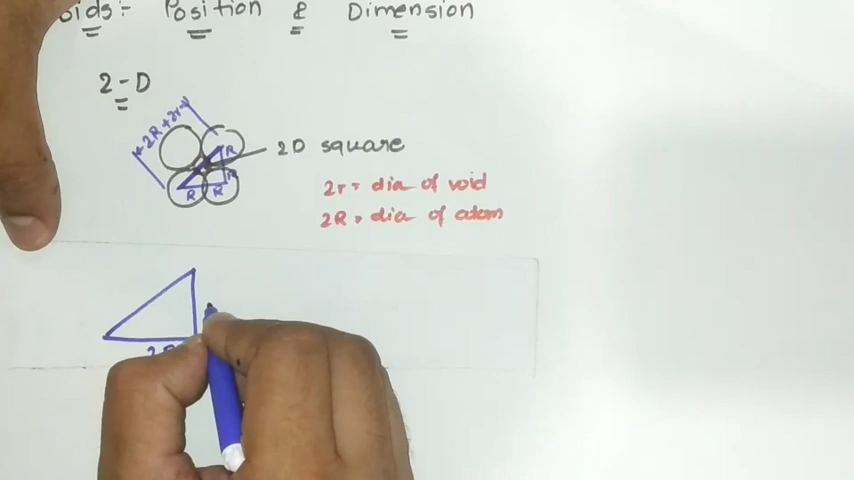 oids:- Position & Dimension
2-D
2R+2r
R
2D square
R
R R
2r = dia of void
2R = dia of atom